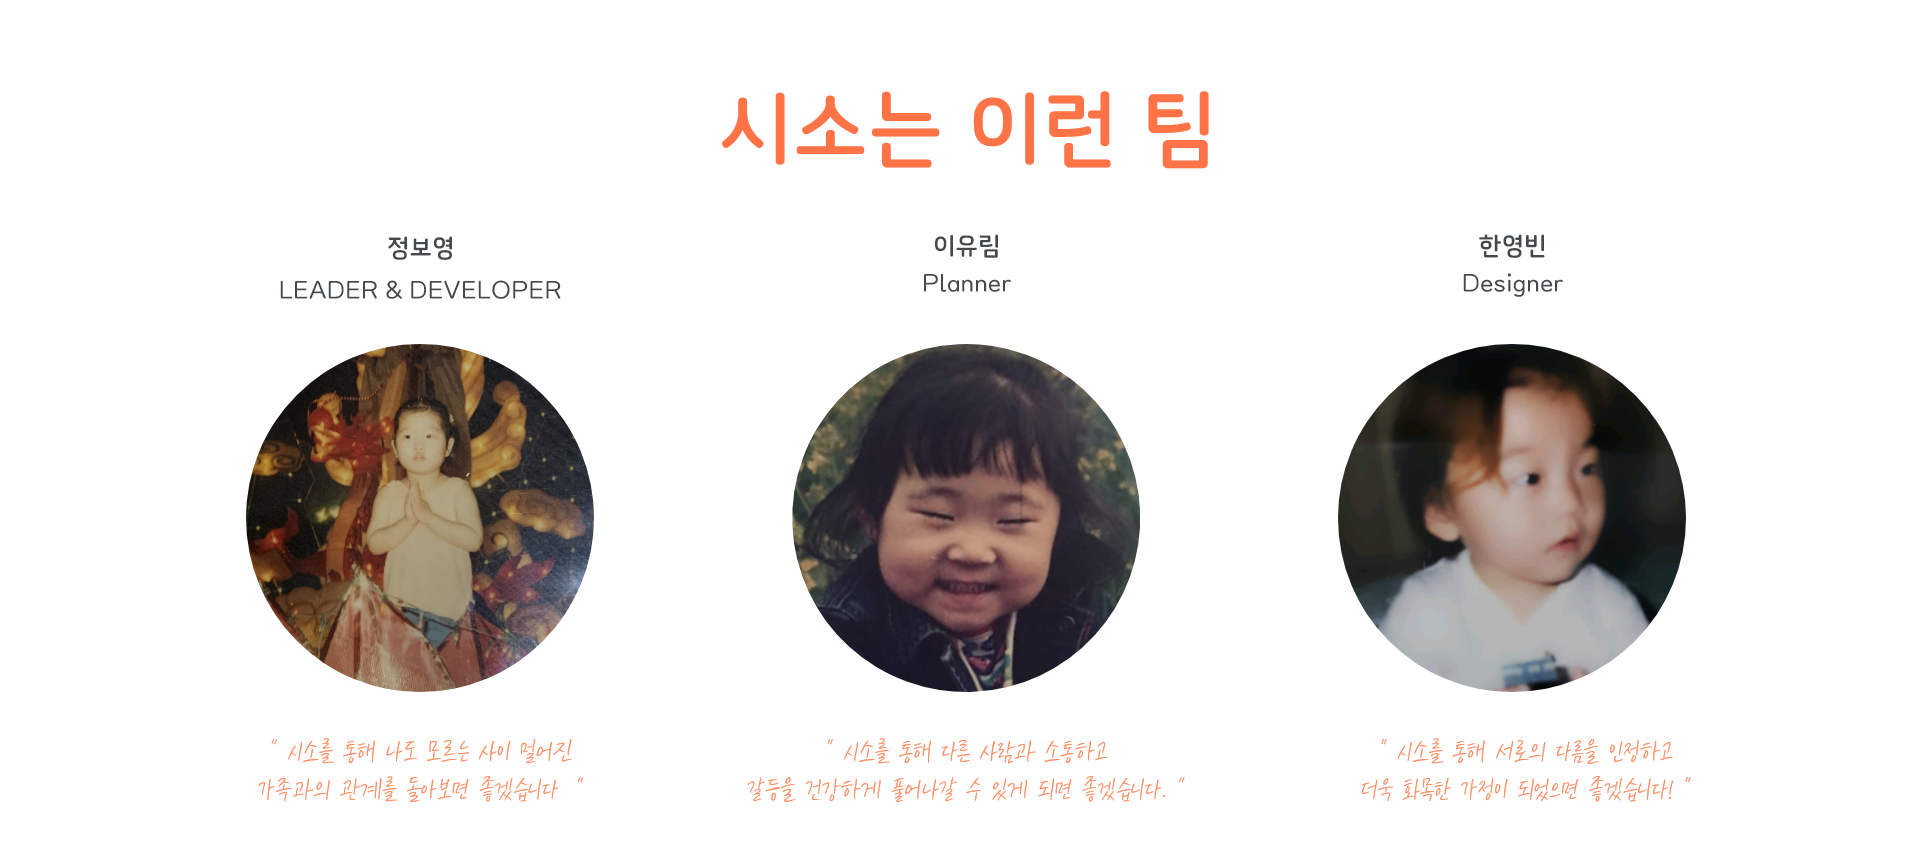 시소는 이런 팀
정보영
LEADER & DEVELOPER
" 시소를 통해 나도 모르는 사이 멀어진
가족과의 관계를 돌아보면 좋겠습니다 "
이유림
Planner
" 시소를 통해 다른 사람과 소통하고
갈등을 건강하게 풀어나갈 수 있게 되면 좋겠습니다. "
한영빈
Designer
" 시소를 통해 서로의 다름을 인정하고
더욱 화목한 가정이 되었으면 좋겠습니다! "